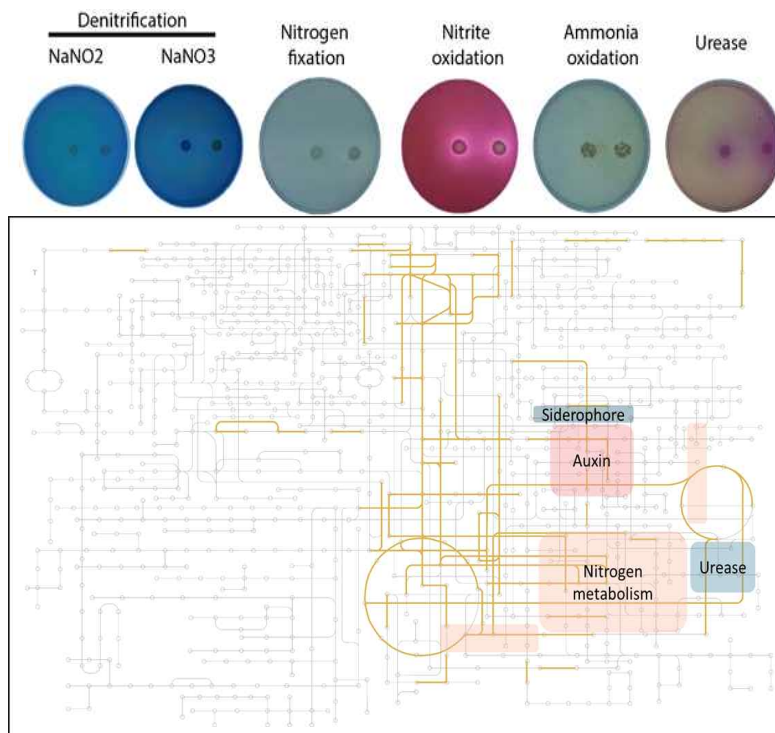 Denitrification
NaNO2 NaNO3
Nitrogen
fixation
Nitrite
oxidation
Ammonia
oxidation
Urease
T
Siderophore
Auxin
Nitrogen
metabolism
Urease